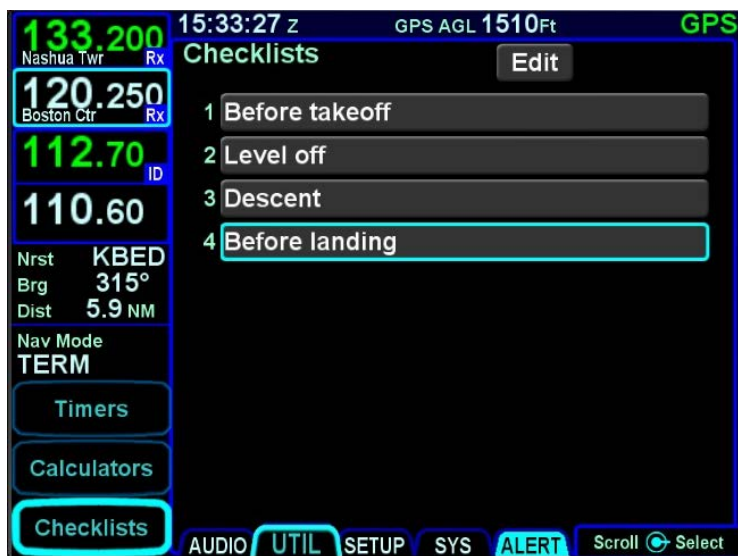 133.200
Nashua Twr Rx
120.250
Boston Ctr Rx
112.70 ID
110.60
Nrst KBED
Brg 315°
Dist 5.9 NM
Nav Mode
TERM
Timers
Calculators
Checklists
15:33:27 Z GPS AGL 1510Ft GPS
Checklists Edit
1 Before takeoff
2 Level off
3 Descent
4 Before landing
AUDIO UTIL SETUP SYS ALERT Scroll Select